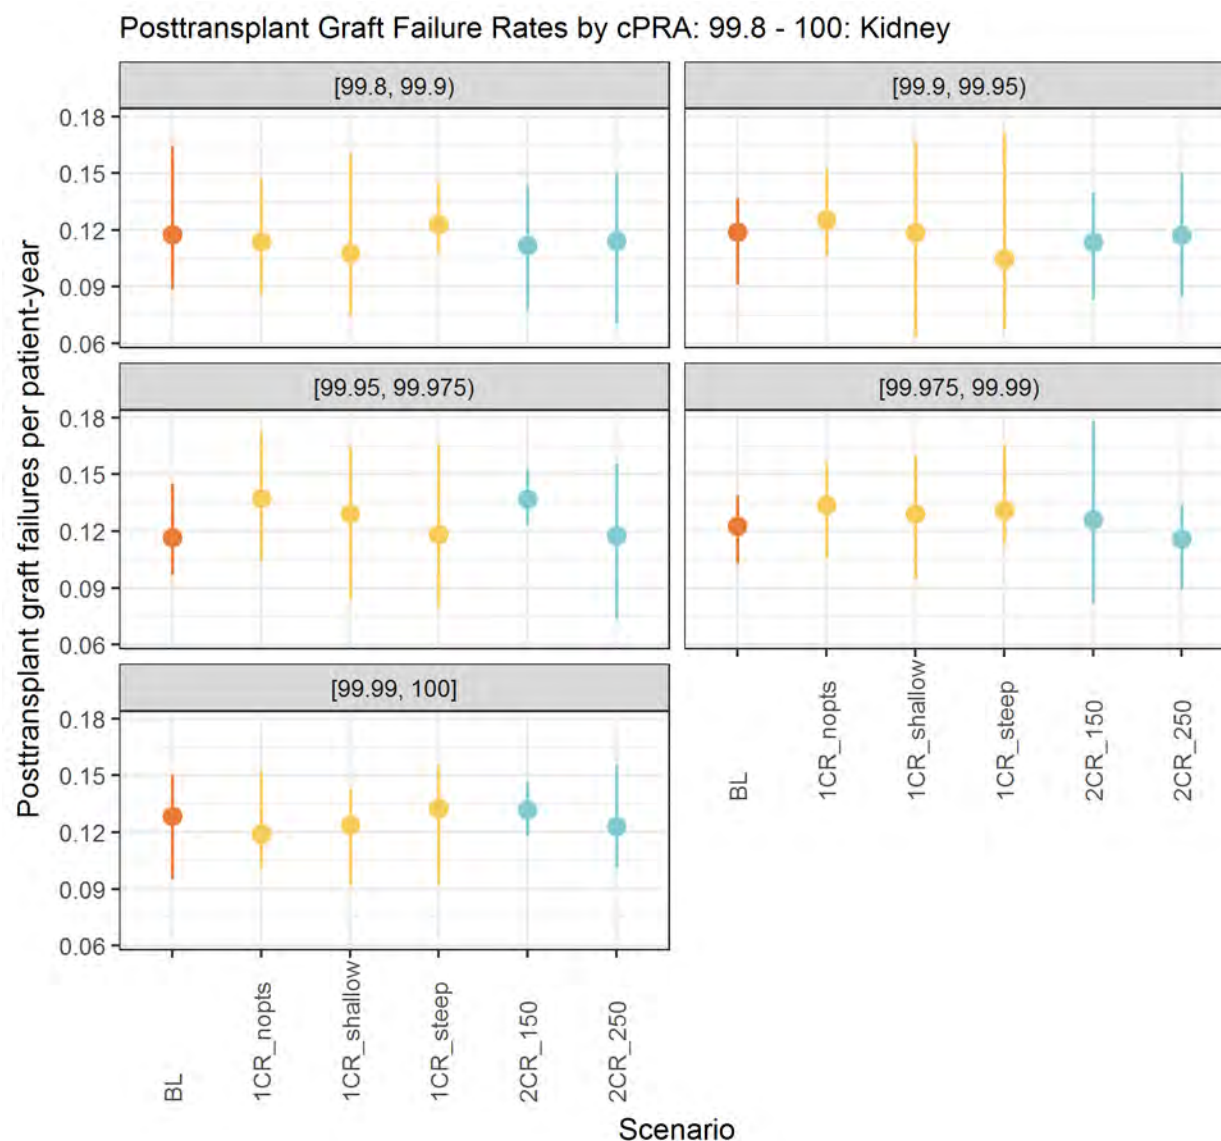 Posttransplant Graft Failure Rates by cPRA: 99.8 - 100: Kidney
[99.8, 99.9)
[99.9, 99.95)
0.18
0.15
0.12
0.09
0.06
[99.95, 99.975)
[99.975, 99.99)
0.18
0.15
0.12
0.09
0.06
[99.99, 100]
0.18
0.15
0.12
0.09
0.06
BL
1CR_nopts
1CR_shallow
1CR_steep
2CR_150
2CR_250
BL
1CR_nopts
1CR_shallow
1CR_steep
2CR_150
2CR_250
Scenario
Posttransplant graft failures per patient-year